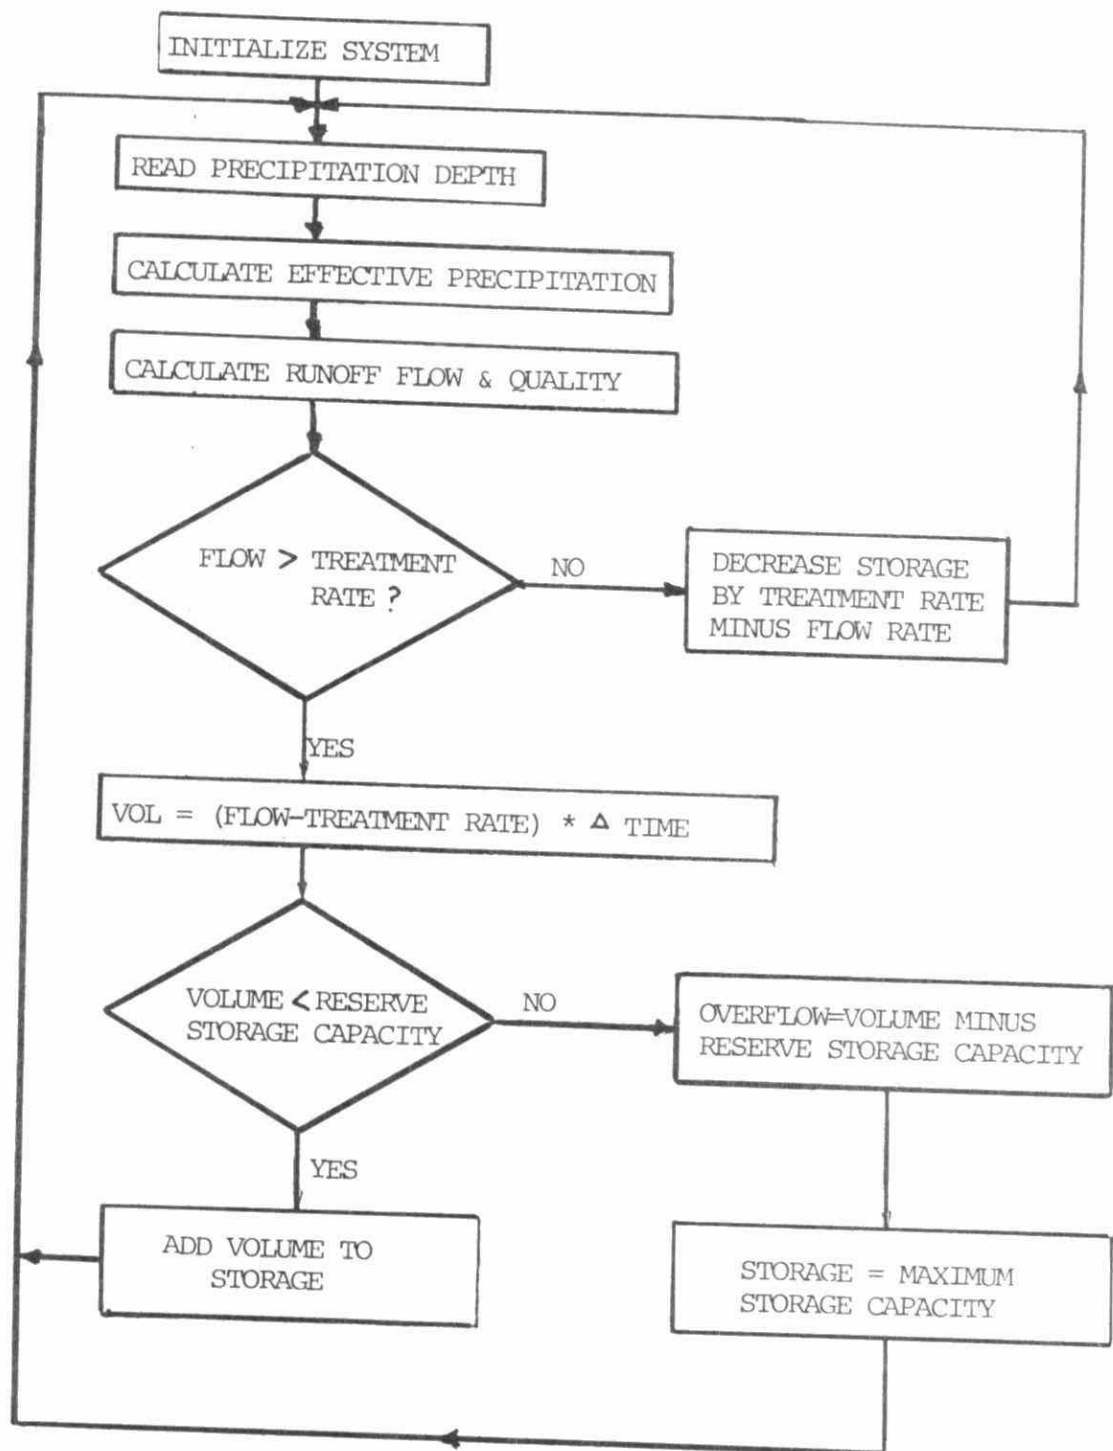 INITIALIZE SYSTEM
READ PRECIPITATION DEPTH
CALCULATE EFFECTIVE PRECIPITATION
CALCULATE RUNOFF FLOW & QUALITY
FLOW > TREATMENT
RATE ?
NO
DECREASE STORAGE
BY TREATMENT RATE
MINUS FLOW RATE
YES
VOL = (FLOW-TREATMENT RATE) * Δ TIME
VOLUME < RESERVE
STORAGE CAPACITY
NO
OVERFLOW=VOLUME MINUS
RESERVE STORAGE CAPACITY
YES
ADD VOLUME TO
STORAGE
STORAGE = MAXIMUM
STORAGE CAPACITY